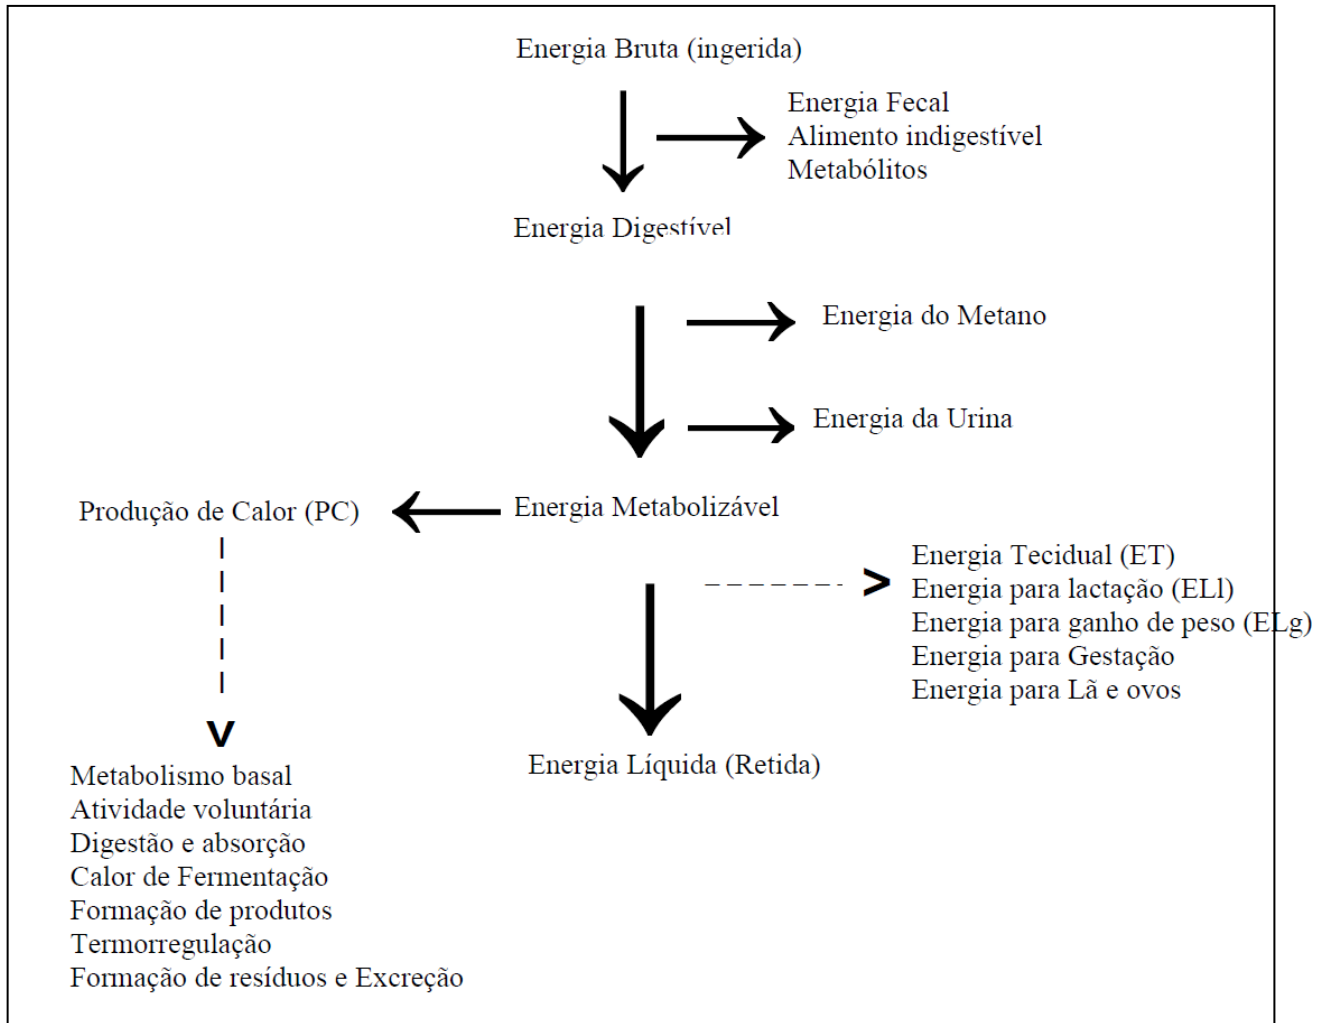 Energia Bruta (ingerida)
Energia Fecal
Alimento indigestível
Metabólitos
Energia Digestível
Energia do Metano
Energia da Urina
Produção de Calor (PC)
Energia Metabolizável
Energia Tecidual (ET)
Energia para lactação (ELl)
Energia para ganho de peso (ELg)
Energia para Gestação
Energia para Lã e ovos
Energia Líquida (Retida)
Metabolismo basal
Atividade voluntária
Digestão e absorção
Calor de Fermentação
Formação de produtos
Termorregulação
Formação de resíduos e Excreção